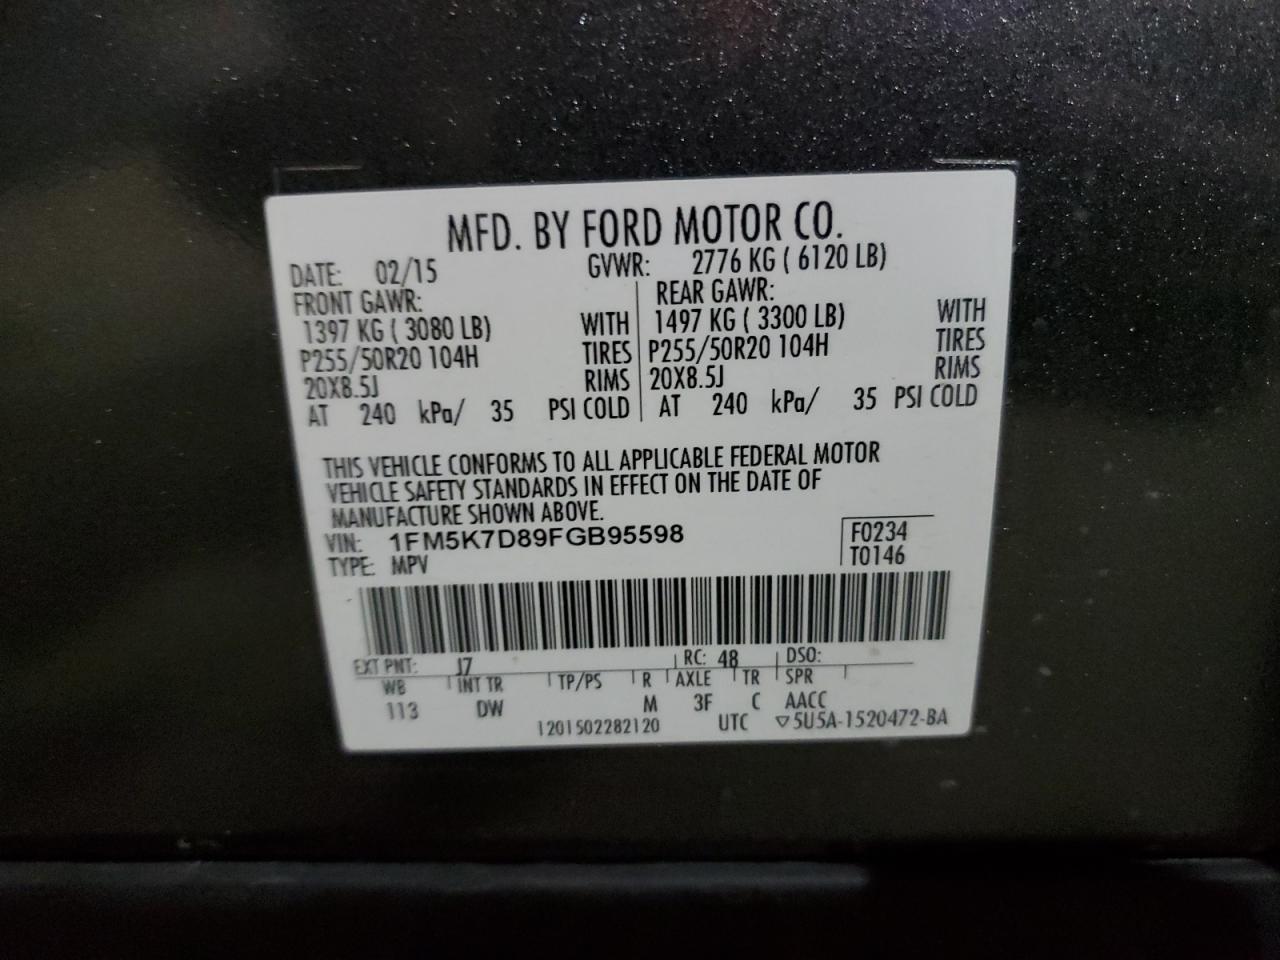 MFD. BY FORD MOTOR CO.
DATE: 02/15 GVWR: 2776 KG ( 6120 LB)
FRONT GAWR: REAR GAWR:
1397 KG ( 3080 LB) WITH 1497 KG ( 3300 LB) WITH
P255/50R20 104H TIRES P255/50R20 104H TIRES
20X8.5J RIMS 20X8.5J RIMS
AT 240 kPa/ 35 PSI COLD AT 240 kPa/ 35 PSI COLD
THIS VEHICLE CONFORMS TO ALL APPLICABLE FEDERAL MOTOR
VEHICLE SAFETY STANDARDS IN EFFECT ON THE DATE OF
MANUFACTURE SHOWN ABOVE.
VIN: 1FM5K7D89FGB95598 F0234
TYPE: MPV T0146
EXT PNT: J7 RC: 48 DSO:
WB INT TR TP/PS R AXLE TR SPR
113 DW M 3F C AACC
1201502282120 UTC ▽5U5A-1520472-BA